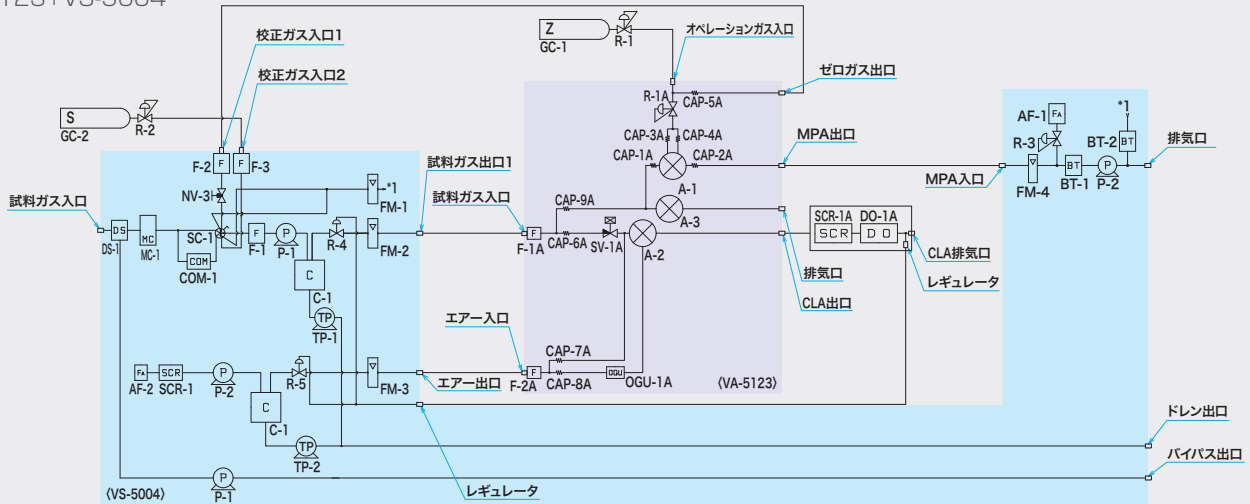 校正ガス入口1
校正ガス入口2
S
GC-2
R-2
Z
GC-1
R-1
オペレーションガス入口
ゼロガス出口
R-1A
CAP-5A
CAP-3A
CAP-4A
CAP-1A
CAP-2A
MPA出口
A-1
A-3
CAP-9A
CAP-6A
SV-1A
A-2
F
F-1A
試料ガス出口1
試料ガス入口
エアー入口
エアー出口
F
F-2A
CAP-7A
CAP-8A
OGU
OGU-1A
〈VA-5123〉
SCR-1A
DO-1A
SCR
DO
CLA排気口
レギュレータ
排気口
CLA出口
AF-1
FA
*1
R-3
BT-2
BT
排気口
MPA入口
FM-4
BT
BT-1
P
P-2
試料ガス入口
DS
DS-1
MC
MC-1
F
F-2
F
F-3
NV-3
SC-1
COM
COM-1
F
F-1
P
P-1
*1
FM-1
R-4
FM-2
C
C-1
TP
TP-1
FA
AF-2
SCR
SCR-1
P
P-2
R-5
FM-3
C
C-1
TP
TP-2
P
P-1
〈VS-5004〉
レギュレータ
ドレン出口
バイパス出口